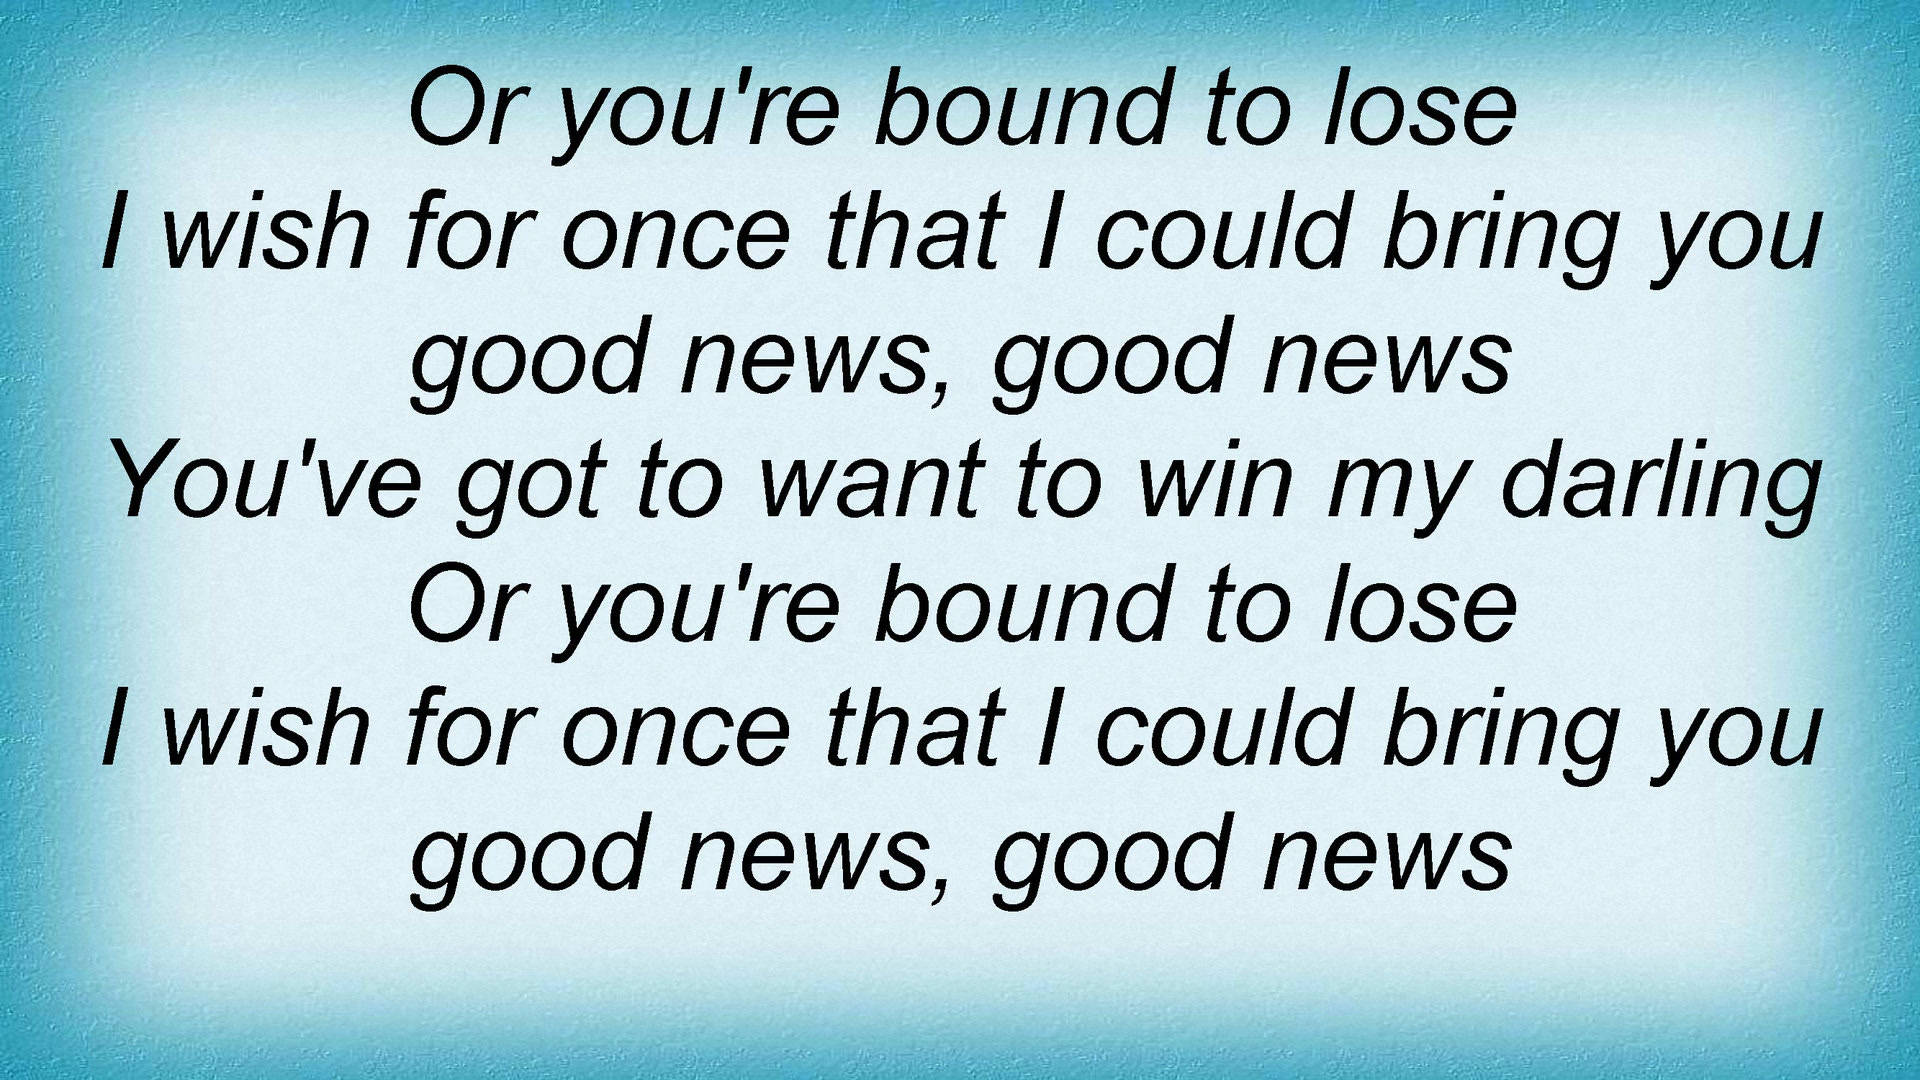 Or you're bound to lose
I wish for once that I could bring you
good news, good news
You've got to want to win my darling
Or you're bound to lose
I wish for once that I could bring you
good news, good news